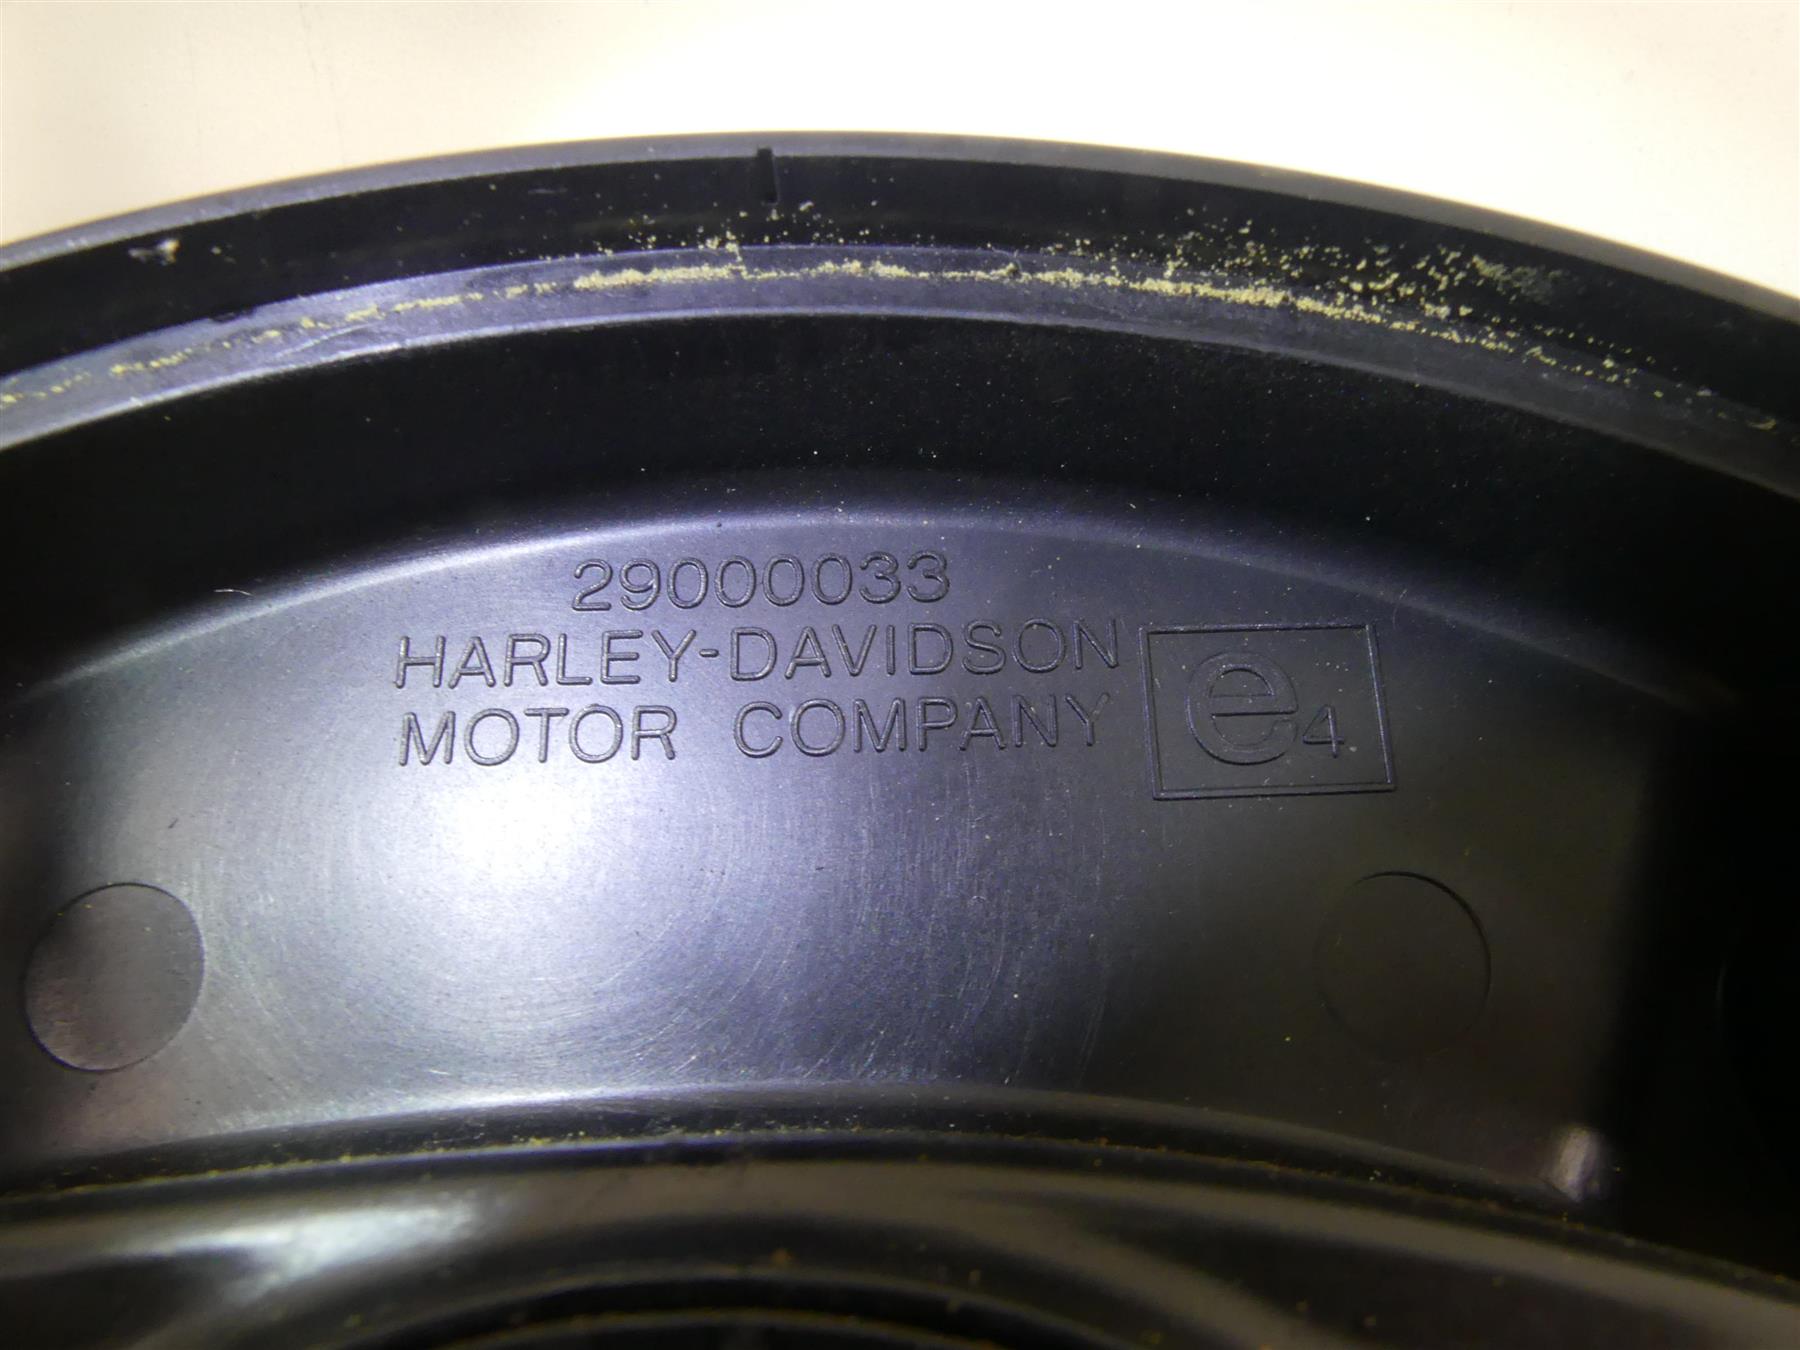 29000033
HARLEY-DAVIDSON
MOTOR COMPANY
e4